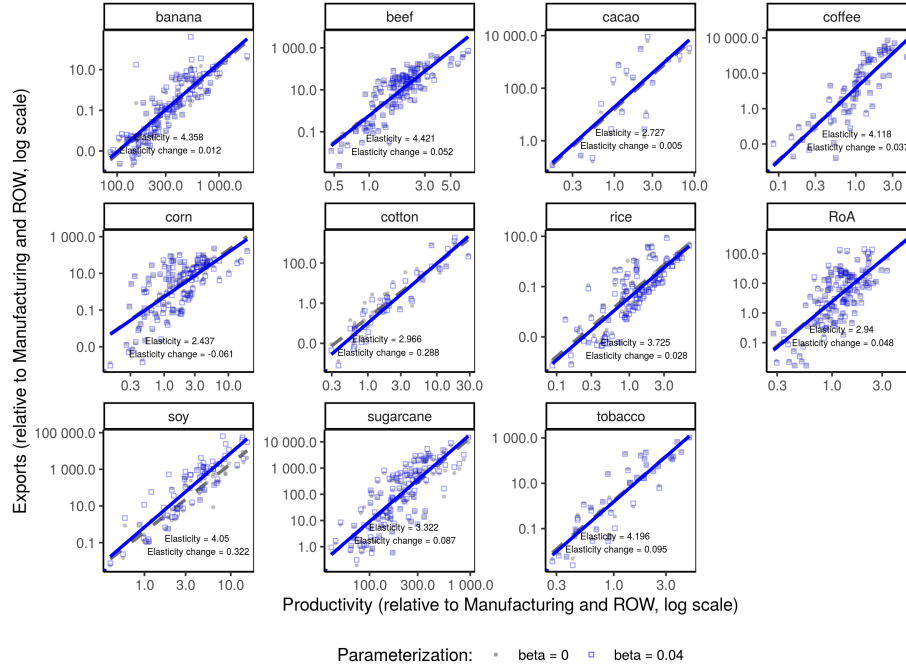 banana
beef
cacao
coffee
10.0
0.1
0.0
Elasticity = 4.358
Elasticity change = 0.012
100.0 300.0 1000.0
1 000.0
10.0
0.1
Elasticity = 4.421
Elasticity change = 0.052
0.5 1.0 3.0 5.0
10 000.0
100.0
1.0
Elasticity = 2.727
Elasticity change = 0.005
0.3 1.0 3.0 10.0
10 000.0
100.0
1.0
0.0
Elasticity = 4.118
Elasticity change = 0.037
0.1 0.3 1.0 3.0
corn
cotton
rice
RoA
1 000.0
10.0
0.1
0.0
Elasticity = 2.437
Elasticity change = -0.061
0.3 1.0 3.0 10.0
100.0
1.0
0.0
Elasticity = 2.966
Elasticity change = 0.288
0.3 1.0 3.0 10.0 30.0
100.0
0.1
0.0
Elasticity = 3.725
Elasticity change = 0.028
0.1 0.3 1.0 3.0
100.0
10.0
1.0
0.1
Elasticity = 2.94
Elasticity change = 0.048
0.3 1.0 3.0
soy
sugarcane
tobacco
100 000.0
1 000.0
10.0
0.1
Elasticity = 4.05
Elasticity change = 0.322
1.0 3.0 10.0
10 000.0
1 000.0
100.0
10.0
1.0
Elasticity = 3.322
Elasticity change = 0.087
100.0 300.0 1 000.0
1 000.0
10.0
0.1
Elasticity = 4.196
Elasticity change = 0.095
0.3 1.0 3.0
Exports (relative to Manufacturing and ROW, log scale)
Productivity (relative to Manufacturing and ROW, log scale)
Parameterization: beta = 0 beta = 0.04